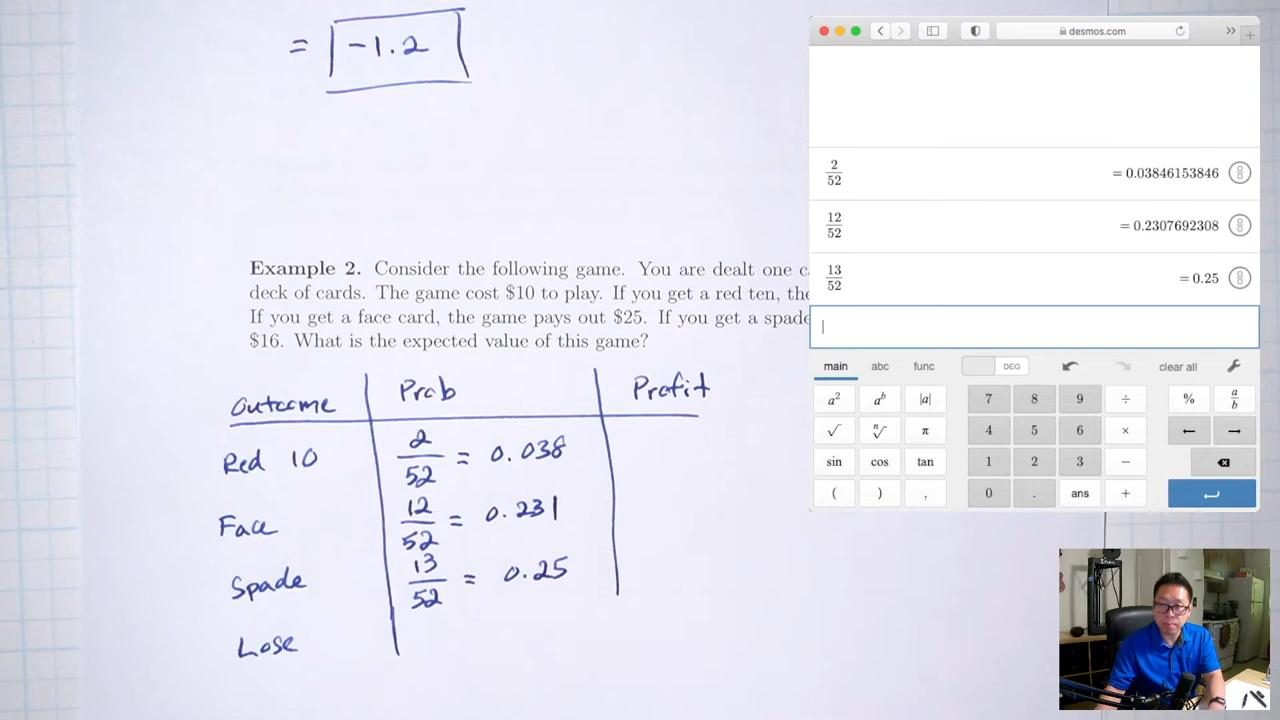 = -1.2
Example 2. Consider the following game. You are dealt one c
deck of cards. The game cost $10 to play. If you get a red ten, the
If you get a face card, the game pays out $25. If you get a spade
$16. What is the expected value of this game?
Outcome Prob Profit
Red 10 2/52 = 0.038
Face 12/52 = 0.231
Spade 13/52 = 0.25
Lose
desmos.com
2/52 = 0.03846153846
12/52 = 0.2307692308
13/52 = 0.25
main abc func DEG clear all
a² aᵇ |a| 7 8 9 ÷ % a/b
√ ⁿ√ π 4 5 6 × ← →
sin cos tan 1 2 3 −
( ) , 0 . ans +